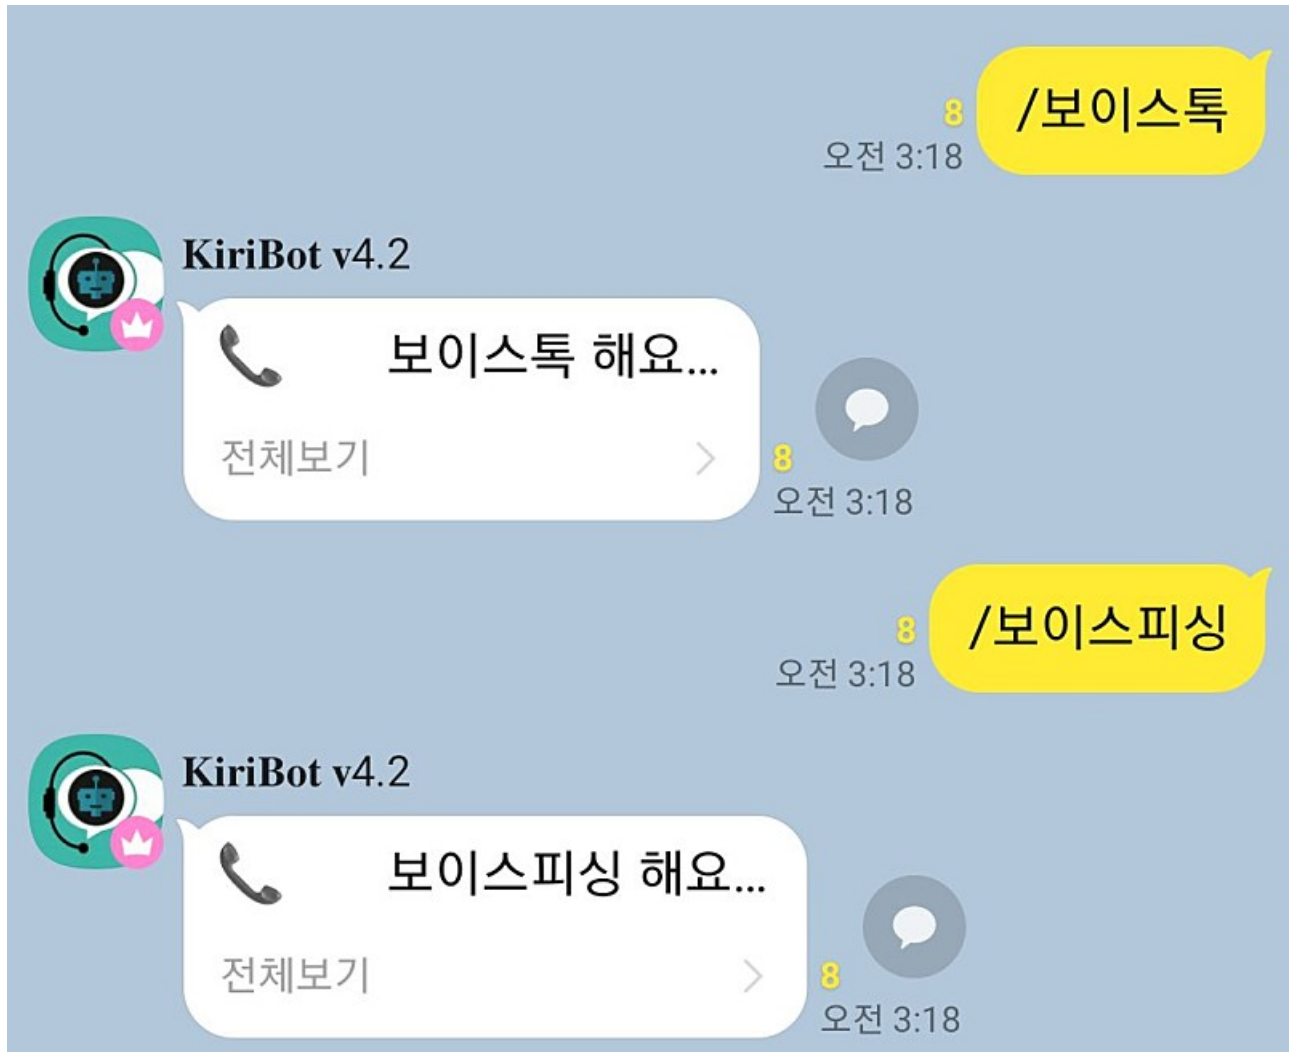 /보이스톡
8
오전 3:18
KiriBot v4.2
보이스톡 해요...
전체보기
8
오전 3:18
/보이스피싱
8
오전 3:18
KiriBot v4.2
보이스피싱 해요...
전체보기
8
오전 3:18